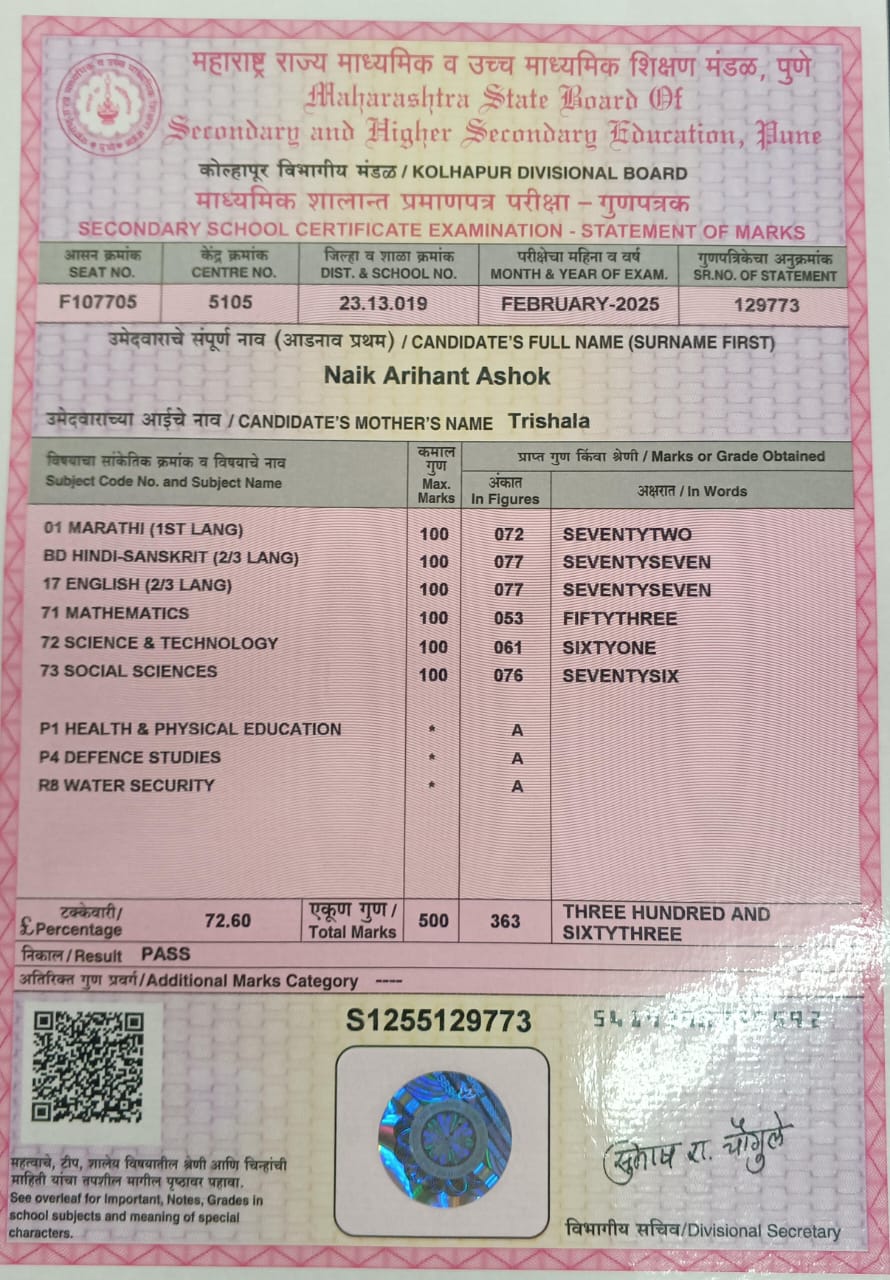 महाराष्ट्र राज्य माध्यमिक व उच्च माध्यमिक शिक्षण मंडळ, पुणे
Maharashtra State Board Of
Secondary and Higher Secondary Education, Pune
कोल्हापूर विभागीय मंडळ / KOLHAPUR DIVISIONAL BOARD
माध्यमिक शालान्त प्रमाणपत्र परीक्षा – गुणपत्रक
SECONDARY SCHOOL CERTIFICATE EXAMINATION - STATEMENT OF MARKS
आसन क्रमांक केंद्र क्रमांक जिल्हा व शाळा क्रमांक परीक्षेचा महिना व वर्ष गुणपत्रिकेचा अनुक्रमांक
SEAT NO. CENTRE NO. DIST. & SCHOOL NO. MONTH & YEAR OF EXAM. SR.NO. OF STATEMENT
F107705 5105 23.13.019 FEBRUARY-2025 129773
उमेदवाराचे संपूर्ण नाव (आडनाव प्रथम) / CANDIDATE'S FULL NAME (SURNAME FIRST)
Naik Arihant Ashok
उमेदवाराच्या आईचे नाव / CANDIDATE'S MOTHER'S NAME Trishala
विषयाचा सांकेतिक क्रमांक व विषयाचे नाव
Subject Code No. and Subject Name
कमाल
गुण
Max.
Marks
प्राप्त गुण किंवा श्रेणी / Marks or Grade Obtained
अंकात
In Figures
अक्षरात / In Words
01 MARATHI (1ST LANG) 100 072 SEVENTYTWO
BD HINDI-SANSKRIT (2/3 LANG) 100 077 SEVENTYSEVEN
17 ENGLISH (2/3 LANG) 100 077 SEVENTYSEVEN
71 MATHEMATICS 100 053 FIFTYTHREE
72 SCIENCE & TECHNOLOGY 100 061 SIXTYONE
73 SOCIAL SCIENCES 100 076 SEVENTYSIX
P1 HEALTH & PHYSICAL EDUCATION * A
P4 DEFENCE STUDIES * A
R8 WATER SECURITY * A
टक्केवारी/
£Percentage
72.60
एकूण गुण /
Total Marks
500 363
THREE HUNDRED AND
SIXTYTHREE
निकाल / Result PASS
अतिरिक्त गुण प्रवर्ग/Additional Marks Category ----
S1255129773
महत्वाचे, टीप, शालेय विषयातील श्रेणी आणि चिन्हांची
माहिती यांचा तपशील मागील पृष्ठावर पहावा.
See overleaf for Important, Notes, Grades in
school subjects and meaning of special
characters.
सुभाष रा. चौगुले
विभागीय सचिव/Divisional Secretary